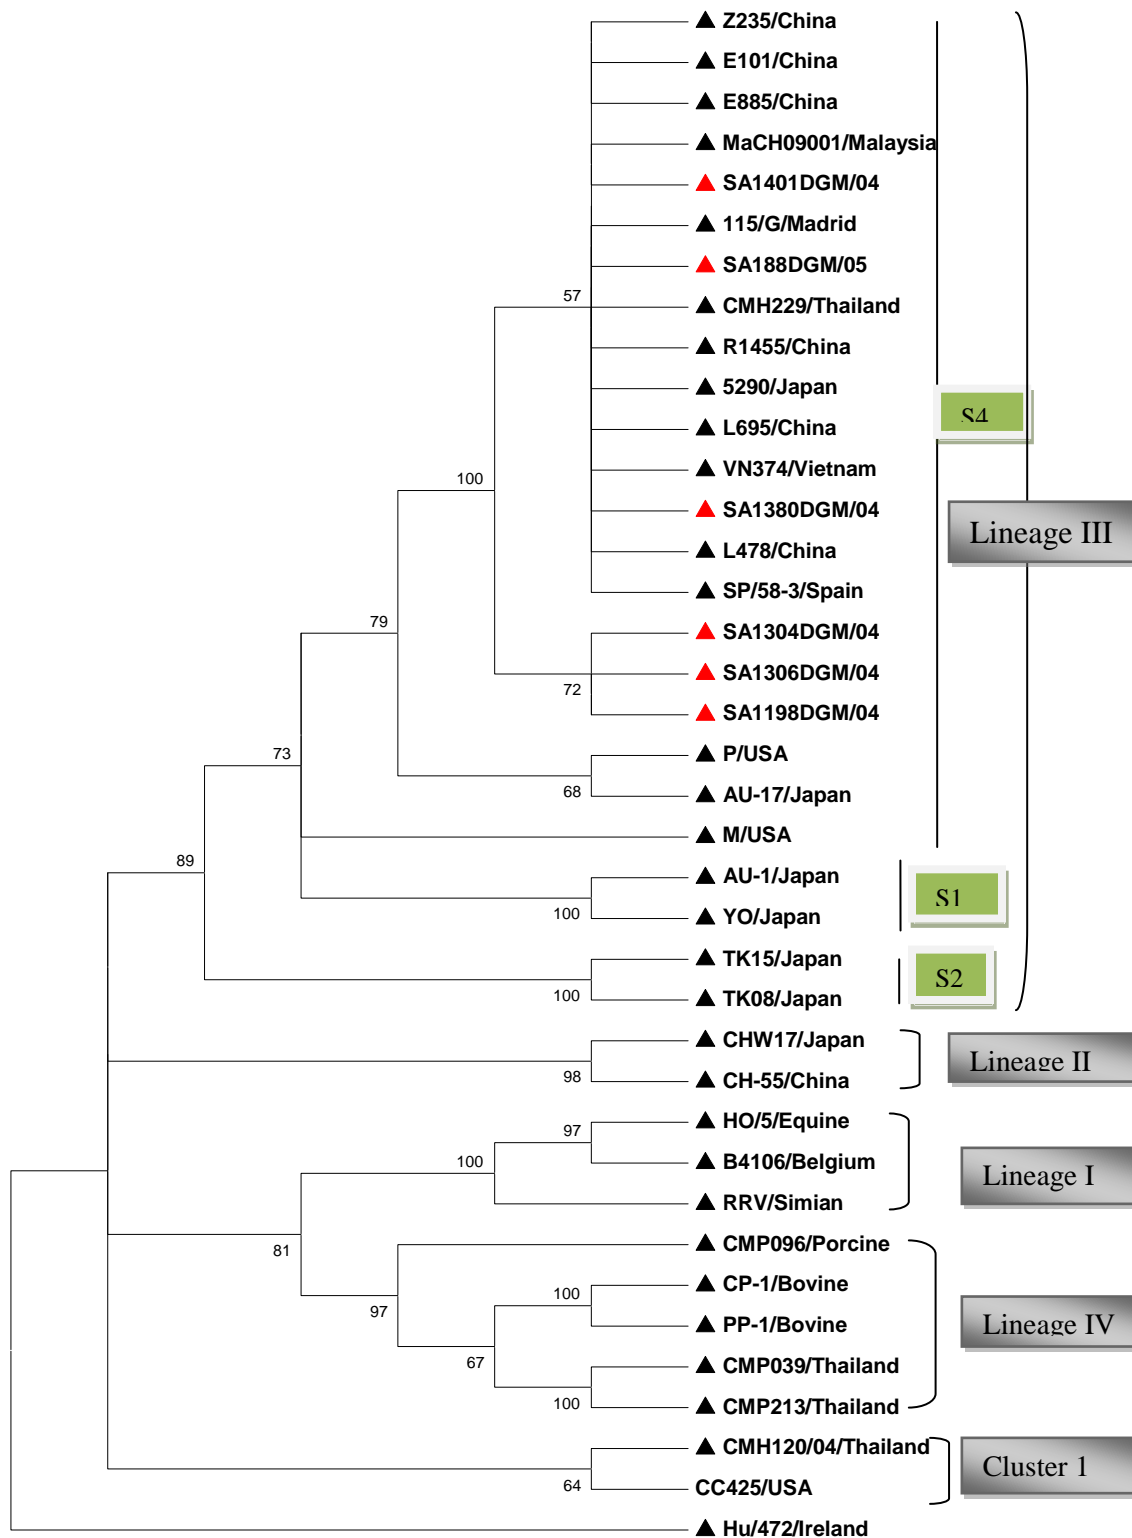 Z235/China
E101/China
E885/China
MaCH09001/Malaysia
SA1401DGM/04
115/G/Madrid
SA188DGM/05
57
CMH229/Thailand
R1455/China
5290/Japan
S4
L695/China
VN374/Vietnam
100
SA1380DGM/04
Lineage III
L478/China
SP/58-3/Spain
79
SA1304DGM/04
SA1306DGM/04
72
SA1198DGM/04
73
P/USA
68
AU-17/Japan
M/USA
89
AU-1/Japan
S1
100
YO/Japan
TK15/Japan
S2
100
TK08/Japan
CHW17/Japan
Lineage II
98
CH-55/China
HO/5/Equine
97
100
B4106/Belgium
Lineage I
RRV/Simian
81
CMP096/Porcine
CP-1/Bovine
100
97
PP-1/Bovine
Lineage IV
67
CMP039/Thailand
100
CMP213/Thailand
CMH120/04/Thailand
Cluster 1
64
CC425/USA
Hu/472/Ireland